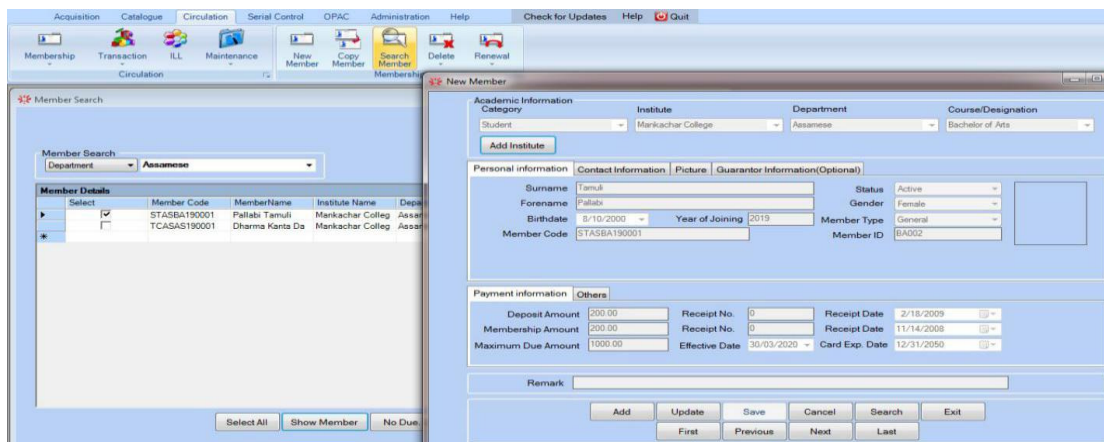 Acquisition Catalogue Circulation Serial Control OPAC Administration Help Check for Updates Help Quit
Membership Transaction ILL Maintenance New Member Copy Member Search Member Delete Renewal
Circulation Membership
Member Search
Member Search
Department Assamese
Member Details
Select Member Code MemberName Institute Name Depa
STASBA190001 Pallabi Tamuli Mankachar Colleg Assar
TCASAS190001 Dharma Kanta Da Mankachar Colleg Assar
Select All Show Member No Due.
New Member
Academic Information
Category Institute Department Course/Designation
Student Mankachar College Assamese Bachelor of Arts
Add Institute
Personal information Contact Information Picture Guarantor Information(Optional)
Surname Tamuli Status Active
Forename Pallabi Gender Female
Birthdate 8/10/2000 Year of Joining 2019 Member Type General
Member Code STASBA190001 Member ID BA002
Payment information Others
Deposit Amount 200.00 Receipt No. 0 Receipt Date 2/18/2009
Membership Amount 200.00 Receipt No. 0 Receipt Date 11/14/2008
Maximum Due Amount 1000.00 Effective Date 30/03/2020 Card Exp. Date 12/31/2050
Remark
Add Update Save Cancel Search Exit
First Previous Next Last